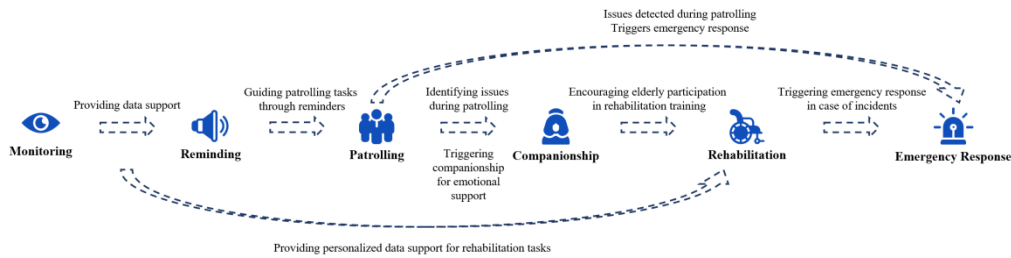 Issues detected during patrolling
Triggers emergency response
Providing data support
Guiding patrolling tasks
through reminders
Identifying issues
during patrolling
Encouraging elderly participation
in rehabilitation training
Triggering emergency response
in case of incidents
Monitoring
Reminding
Patrolling
Triggering
companionship
for emotional
support
Companionship
Rehabilitation
Emergency Response
Providing personalized data support for rehabilitation tasks